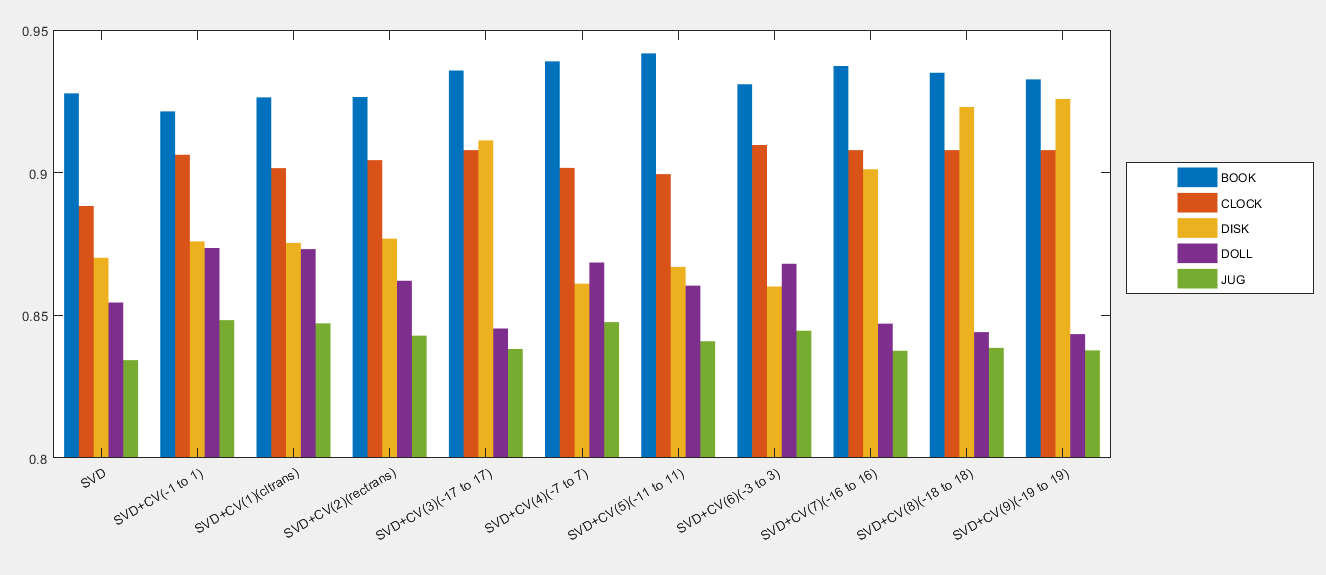 0.95
0.9
0.85
0.8
SVD
SVD+CV(-1 to 1)
SVD+CV(1)(cltrans)
SVD+CV(2)(rectrans)
SVD+CV(3)(-17 to 17)
SVD+CV(4)(-7 to 7)
SVD+CV(5)(-11 to 11)
SVD+CV(6)(-3 to 3)
SVD+CV(7)(-16 to 16)
SVD+CV(8)(-18 to 18)
SVD+CV(9)(-19 to 19)
BOOK
CLOCK
DISK
DOLL
JUG